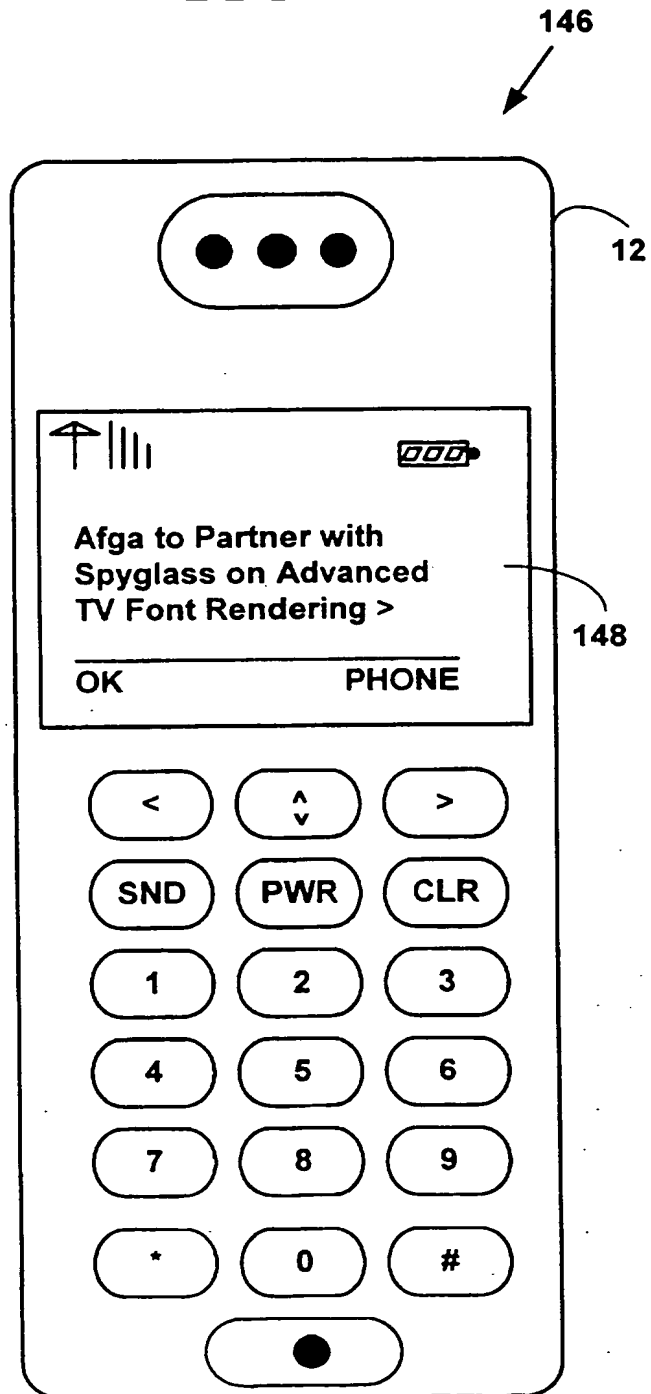 146
12
Afga to Partner with
Spyglass on Advanced
TV Font Rendering >
148
OK PHONE
< ^ v >
SND PWR CLR
1 2 3
4 5 6
7 8 9
* 0 #